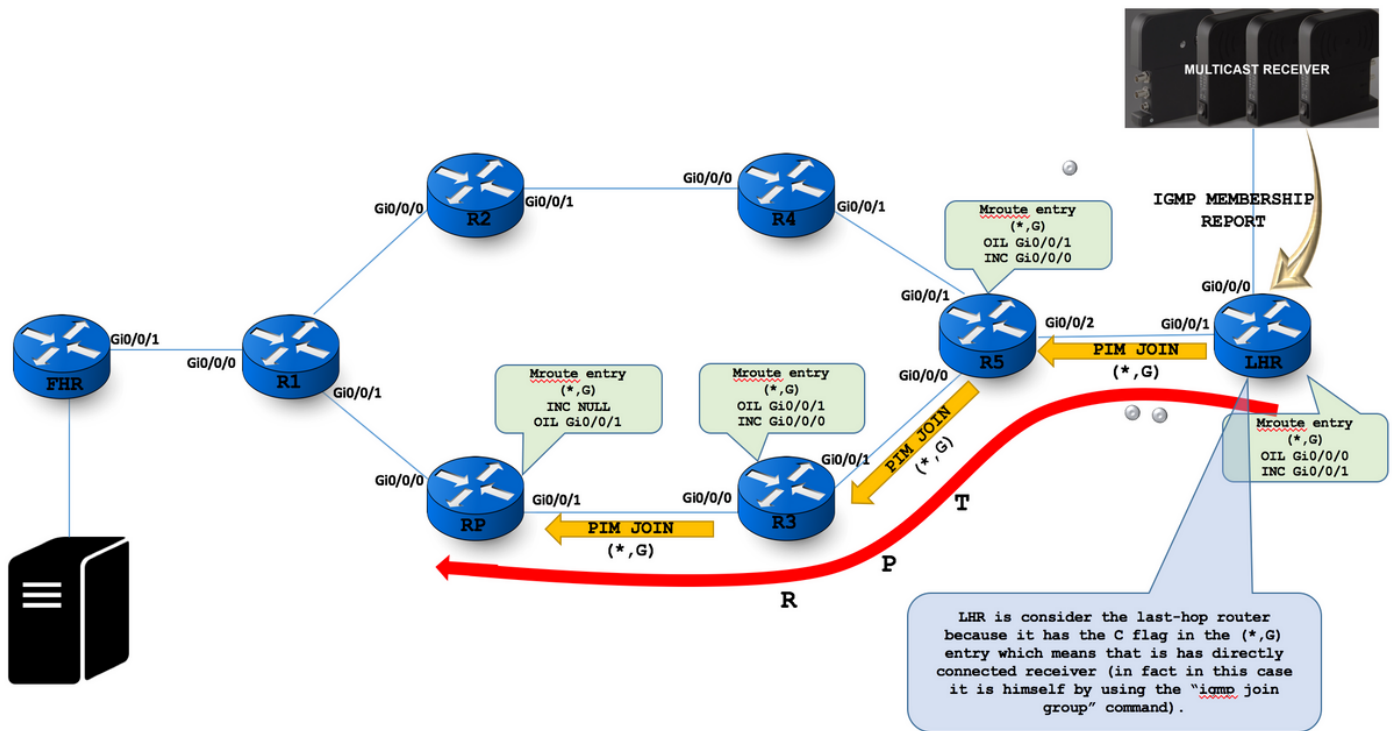 MULTICAST RECEIVER
IGMP MEMBERSHIP
REPORT
Gi0/0/0
Gi0/0/1
R2
Gi0/0/0
Gi0/0/1
R4
Mroute entry
(*,G)
OIL Gi0/0/1
INC Gi0/0/0
Gi0/0/1
Gi0/0/0
R5
Gi0/0/2
Gi0/0/1
Gi0/0/0
LHR
PIM JOIN
(*,G)
FHR
Gi0/0/1
Gi0/0/0
R1
Gi0/0/1
Mroute entry
(*,G)
INC NULL
OIL Gi0/0/1
Mroute entry
(*,G)
OIL Gi0/0/1
INC Gi0/0/0
PIM JOIN
(*,G)
Mroute entry
(*,G)
OIL Gi0/0/0
INC Gi0/0/1
Gi0/0/0
RP
Gi0/0/1
Gi0/0/0
R3
Gi0/0/1
PIM JOIN
(*,G)
R
P
T
LHR is consider the last-hop router
because it has the C flag in the (*,G)
entry which means that is has directly
connected receiver (in fact in this case
it is himself by using the “igmp join
group” command).